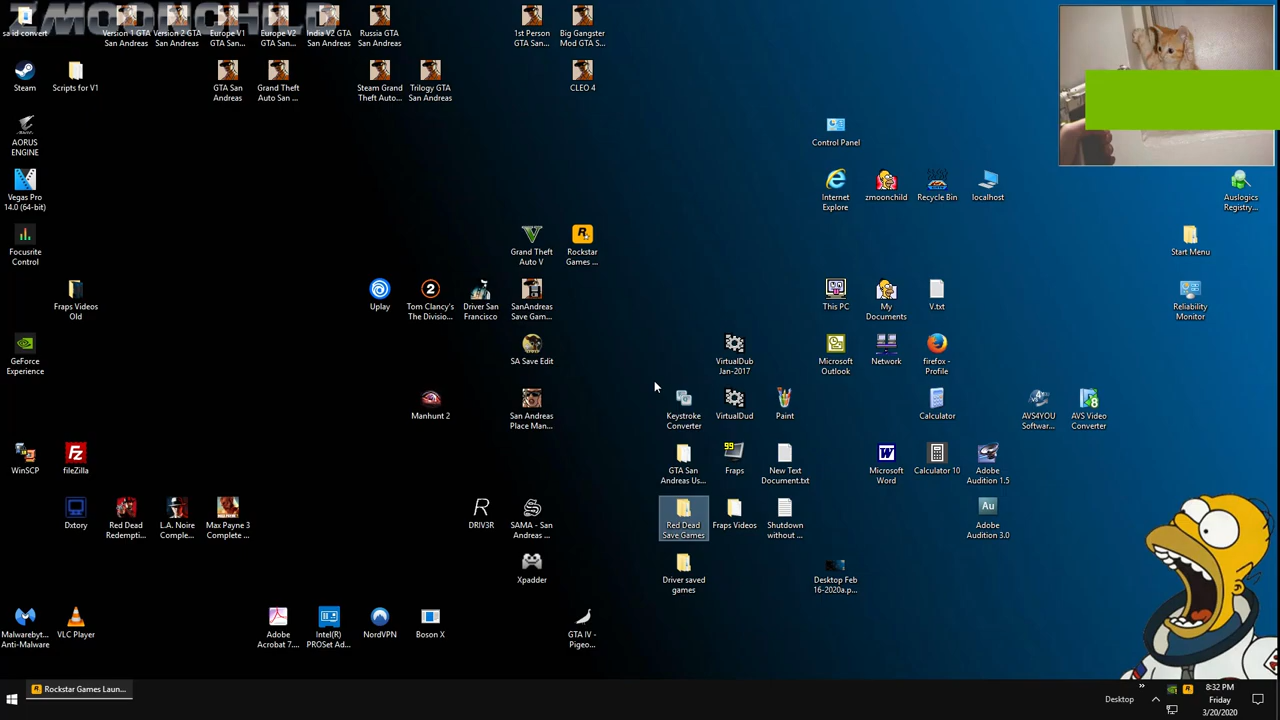 ZMOONCHILD
sa id convert
Version 1 GTA
San Andreas
Version 2 GTA
San Andreas
Europe V1
GTA San...
Europe V2
GTA San...
India V2 GTA
San Andreas
Russia GTA
San Andreas
1st Person
GTA San...
Big Gangster
Mod GTA S...
Steam
Scripts for V1
GTA San
Andreas
Grand Theft
Auto San ...
Steam Grand
Theft Auto...
Trilogy GTA
San Andreas
CLEO 4
AORUS
ENGINE
Control Panel
Vegas Pro
14.0 (64-bit)
Internet
Explore
zmoonchild
Recycle Bin
localhost
Auslogics
Registry...
Focusrite
Control
Grand Theft
Auto V
R
Rockstar
Games ...
Start Menu
Fraps Videos
Old
Uplay
2
Tom Clancy's
The Divisio...
Driver San
Francisco
SanAndreas
Save Gam...
This PC
My
Documents
V.txt
Reliability
Monitor
GeForce
Experience
SA Save Edit
VirtualDub
Jan-2017
Microsoft
Outlook
Network
firefox -
Profile
Manhunt 2
San Andreas
Place Man...
Keystroke
Converter
VirtualDud
Paint
Calculator
AVS4YOU
Softwar...
8
AVS Video
Converter
WinSCP
Fz
fileZilla
GTA San
Andreas Us...
99
Fraps
New Text
Document.txt
W
Microsoft
Word
Calculator 10
Adobe
Audition 1.5
Dxtory
Red Dead
Redempti...
L.A. Noire
Comple...
Max Payne 3
Complete ...
R
DRIV3R
SAMA - San
Andreas ...
Red Dead
Save Games
Fraps Videos
Shutdown
without ...
Au
Adobe
Audition 3.0
Xpadder
Driver saved
games
Desktop Feb
16-2020a.p...
Malwarebyt...
Anti-Malware
VLC Player
Adobe
Acrobat 7....
Intel(R)
PROSet Ad...
NordVPN
Boson X
GTA IV -
Pigeo...
R
Rockstar Games Laun...
Desktop
»
R
8:32 PM
Friday
3/20/2020